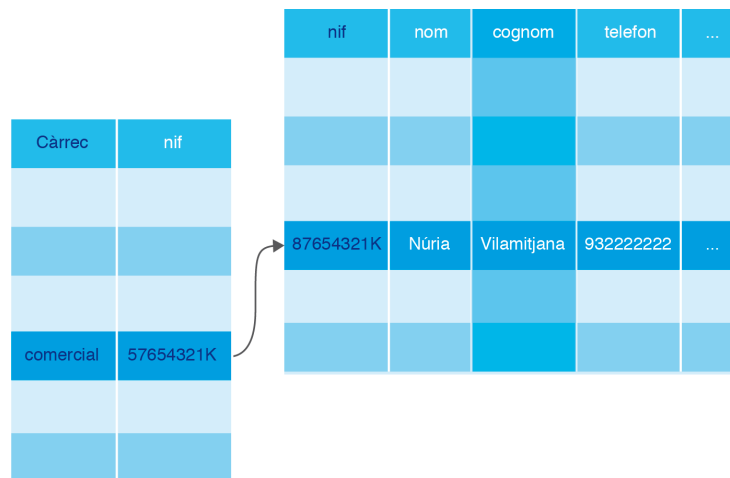 nif nom cognom telefon ...
Càrrec nif
87654321K Núria Vilamitjana 932222222 ...
comercial 57654321K